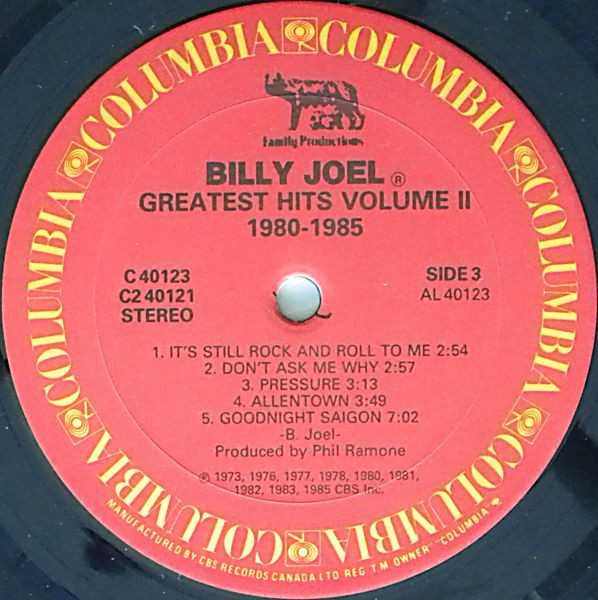 COLUMBIA COLUMBIA COLUMBIA COLUMBIA COLUMBIA COLUMBIA
Family Productions
BILLY JOEL ®
GREATEST HITS VOLUME II
1980-1985
C 40123
C2 40121
STEREO
SIDE 3
AL 40123
1. IT'S STILL ROCK AND ROLL TO ME 2:54
2. DON'T ASK ME WHY 2:57
3. PRESSURE 3:13
4. ALLENTOWN 3:49
5. GOODNIGHT SAIGON 7:02
-B. Joel-
Produced by Phil Ramone
℗ 1973, 1976, 1977, 1978, 1980, 1981,
1982, 1983, 1985 CBS Inc.
MANUFACTURED BY CBS RECORDS CANADA LTD. REG. T.M. OWNER "COLUMBIA"